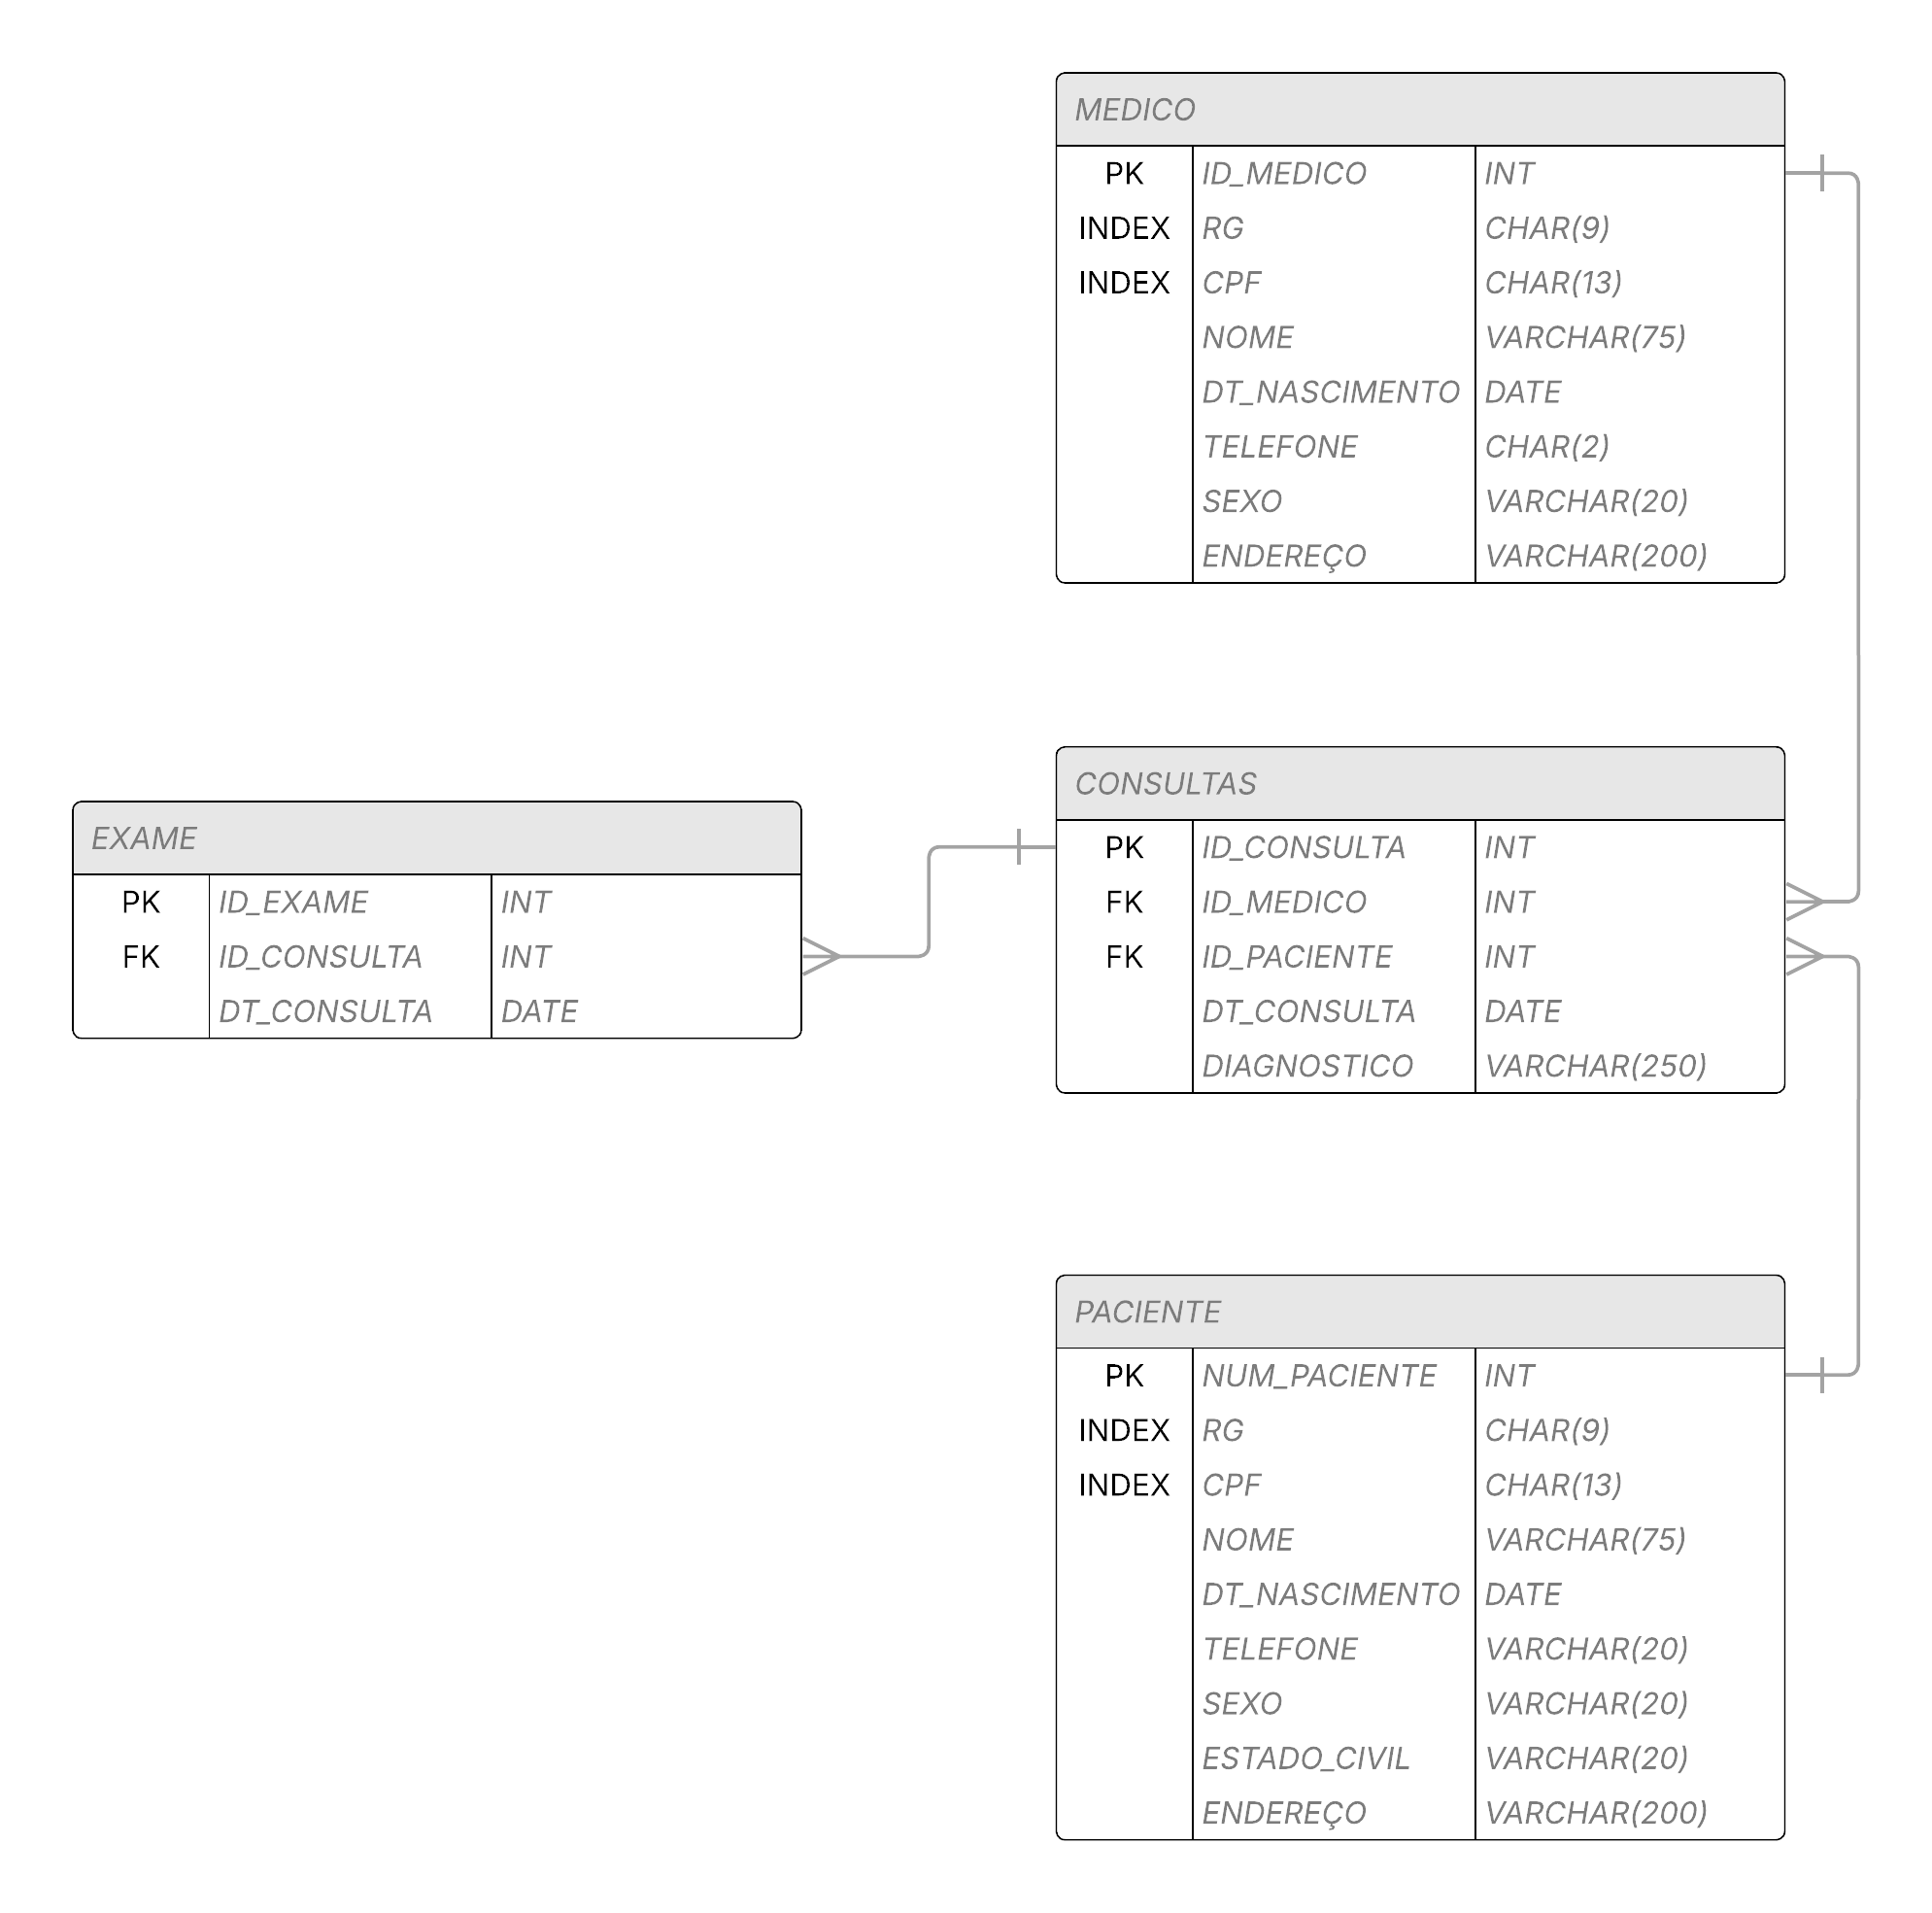 MEDICO
PK ID_MEDICO INT
INDEX RG CHAR(9)
INDEX CPF CHAR(13)
NOME VARCHAR(75)
DT_NASCIMENTO DATE
TELEFONE CHAR(2)
SEXO VARCHAR(20)
ENDEREÇO VARCHAR(200)
EXAME
PK ID_EXAME INT
FK ID_CONSULTA INT
DT_CONSULTA DATE
CONSULTAS
PK ID_CONSULTA INT
FK ID_MEDICO INT
FK ID_PACIENTE INT
DT_CONSULTA DATE
DIAGNOSTICO VARCHAR(250)
PACIENTE
PK NUM_PACIENTE INT
INDEX RG CHAR(9)
INDEX CPF CHAR(13)
NOME VARCHAR(75)
DT_NASCIMENTO DATE
TELEFONE VARCHAR(20)
SEXO VARCHAR(20)
ESTADO_CIVIL VARCHAR(20)
ENDEREÇO VARCHAR(200)